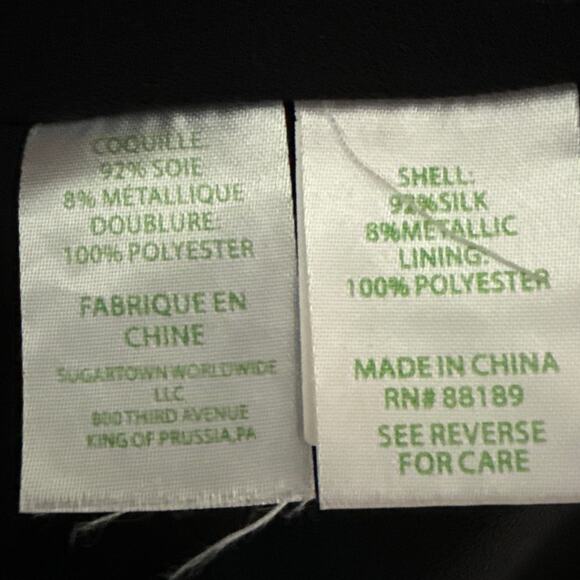 COQUILLE:
92% SOIE
8% MÉTALLIQUE
DOUBLURE:
100% POLYESTER
FABRIQUE EN
CHINE
SUGARTOWN WORLDWIDE
LLC
800 THIRD AVENUE
KING OF PRUSSIA, PA
SHELL:
92% SILK
8% METALLIC
LINING:
100% POLYESTER
MADE IN CHINA
RN# 88189
SEE REVERSE
FOR CARE